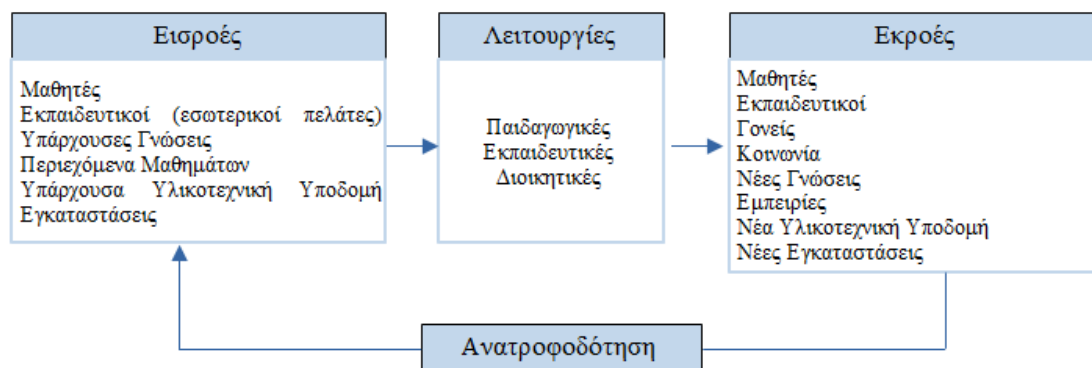 Εισροές
Μαθητές
Εκπαιδευτικοί (εσωτερικοί πελάτες)
Υπάρχουσες Γνώσεις
Περιεχόμενα Μαθημάτων
Υπάρχουσα Υλικοτεχνική Υποδομή
Εγκαταστάσεις
Λειτουργίες
Παιδαγωγικές
Εκπαιδευτικές
Διοικητικές
Εκροές
Μαθητές
Εκπαιδευτικοί
Γονείς
Κοινωνία
Νέες Γνώσεις
Εμπειρίες
Νέα Υλικοτεχνική Υποδομή
Νέες Εγκαταστάσεις
Ανατροφοδότηση